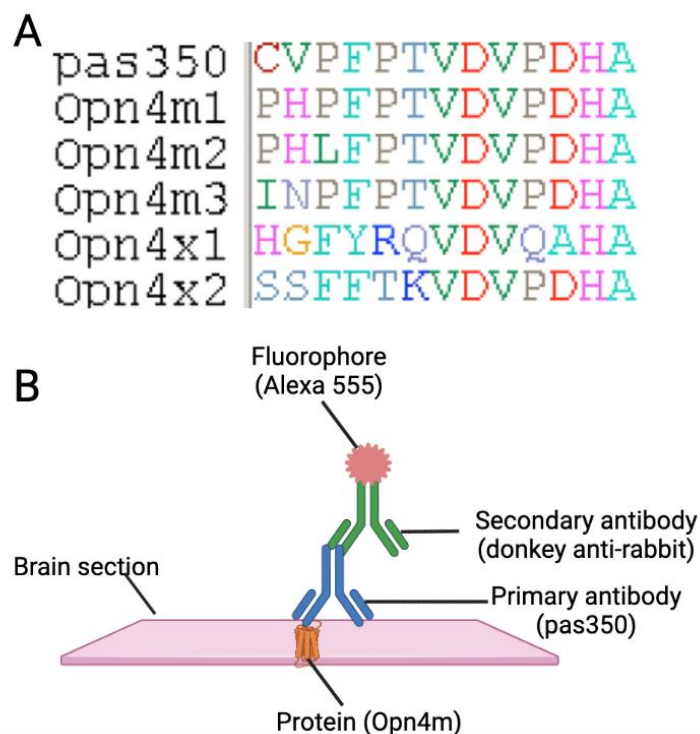 A
pas350 CVPFPTVDVPDHA
Opn4m1 PHPFPTVDVPDHA
Opn4m2 PHLFPTVDVPDHA
Opn4m3 INPFPTVDVPDHA
Opn4x1 HGFYRQVDVQAHA
Opn4x2 SSFFTKVDVPDHA
B
Fluorophore
(Alexa 555)
Secondary antibody
(donkey anti-rabbit)
Brain section
Primary antibody
(pas350)
Protein (Opn4m)